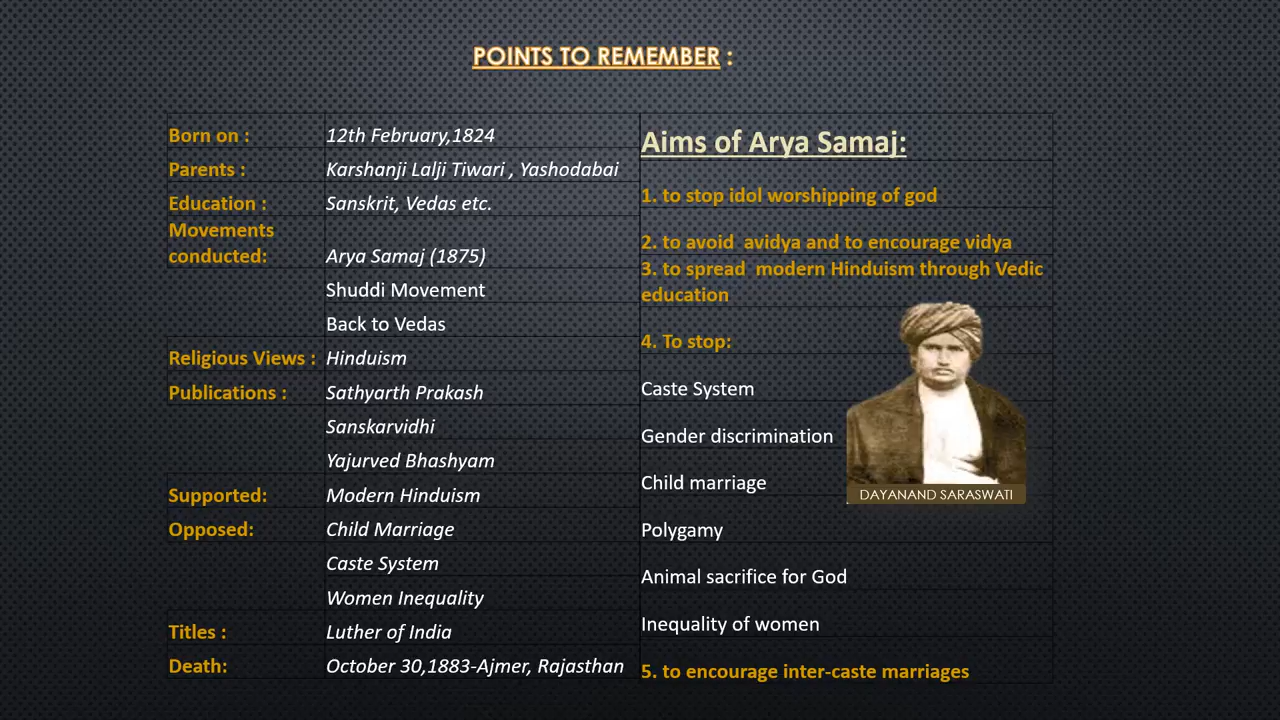 POINTS TO REMEMBER :
Born on : 12th February,1824
Parents : Karshanji Lalji Tiwari , Yashodabai
Education : Sanskrit, Vedas etc.
Movements
conducted: Arya Samaj (1875)
Shuddi Movement
Back to Vedas
Religious Views : Hinduism
Publications : Sathyarth Prakash
Sanskarvidhi
Yajurved Bhashyam
Supported: Modern Hinduism
Opposed: Child Marriage
Caste System
Women Inequality
Titles : Luther of India
Death: October 30,1883-Ajmer, Rajasthan
Aims of Arya Samaj:
1. to stop idol worshipping of god
2. to avoid avidya and to encourage vidya
3. to spread modern Hinduism through Vedic
education
4. To stop:
Caste System
Gender discrimination
Child marriage
Polygamy
Animal sacrifice for God
Inequality of women
5. to encourage inter-caste marriages
DAYANAND SARASWATI